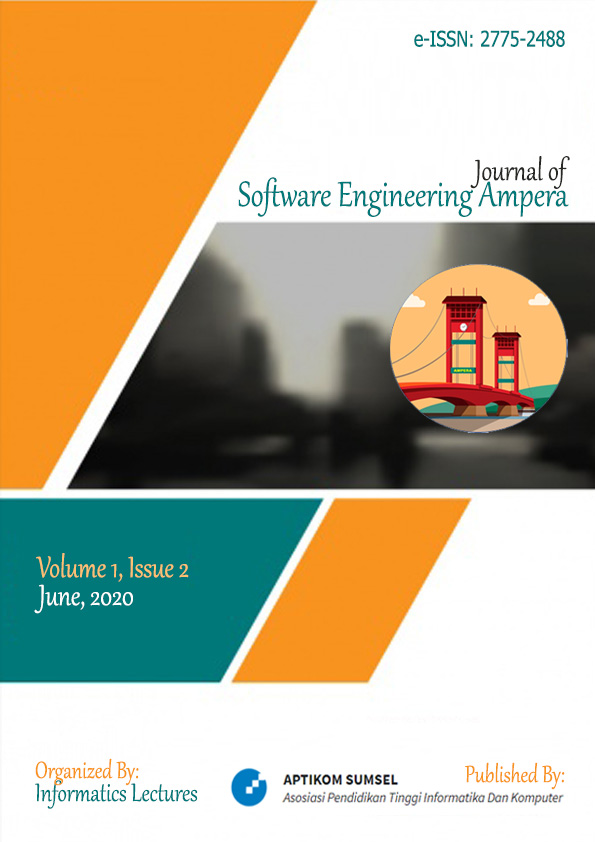 e-ISSN: 2775-2488
Journal of
Software Engineering Ampera
AMPERA
Volume 1, Issue 2
June, 2020
Organized By:
Informatics Lectures
APTIKOM SUMSEL
Asosiasi Pendidikan Tinggi Informatika Dan Komputer
Published By: